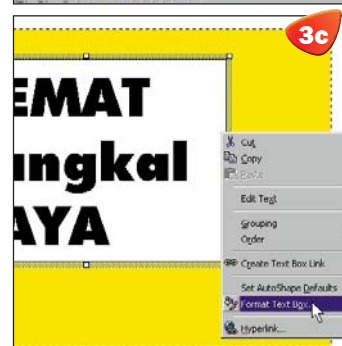 3c
EMAT
ungkal
AYA
Cut
Copy
Paste
Edit Text
Grouping
Order
Create Text Box Link
Set AutoShape Defaults
Format Text Box...
Hyperlink...